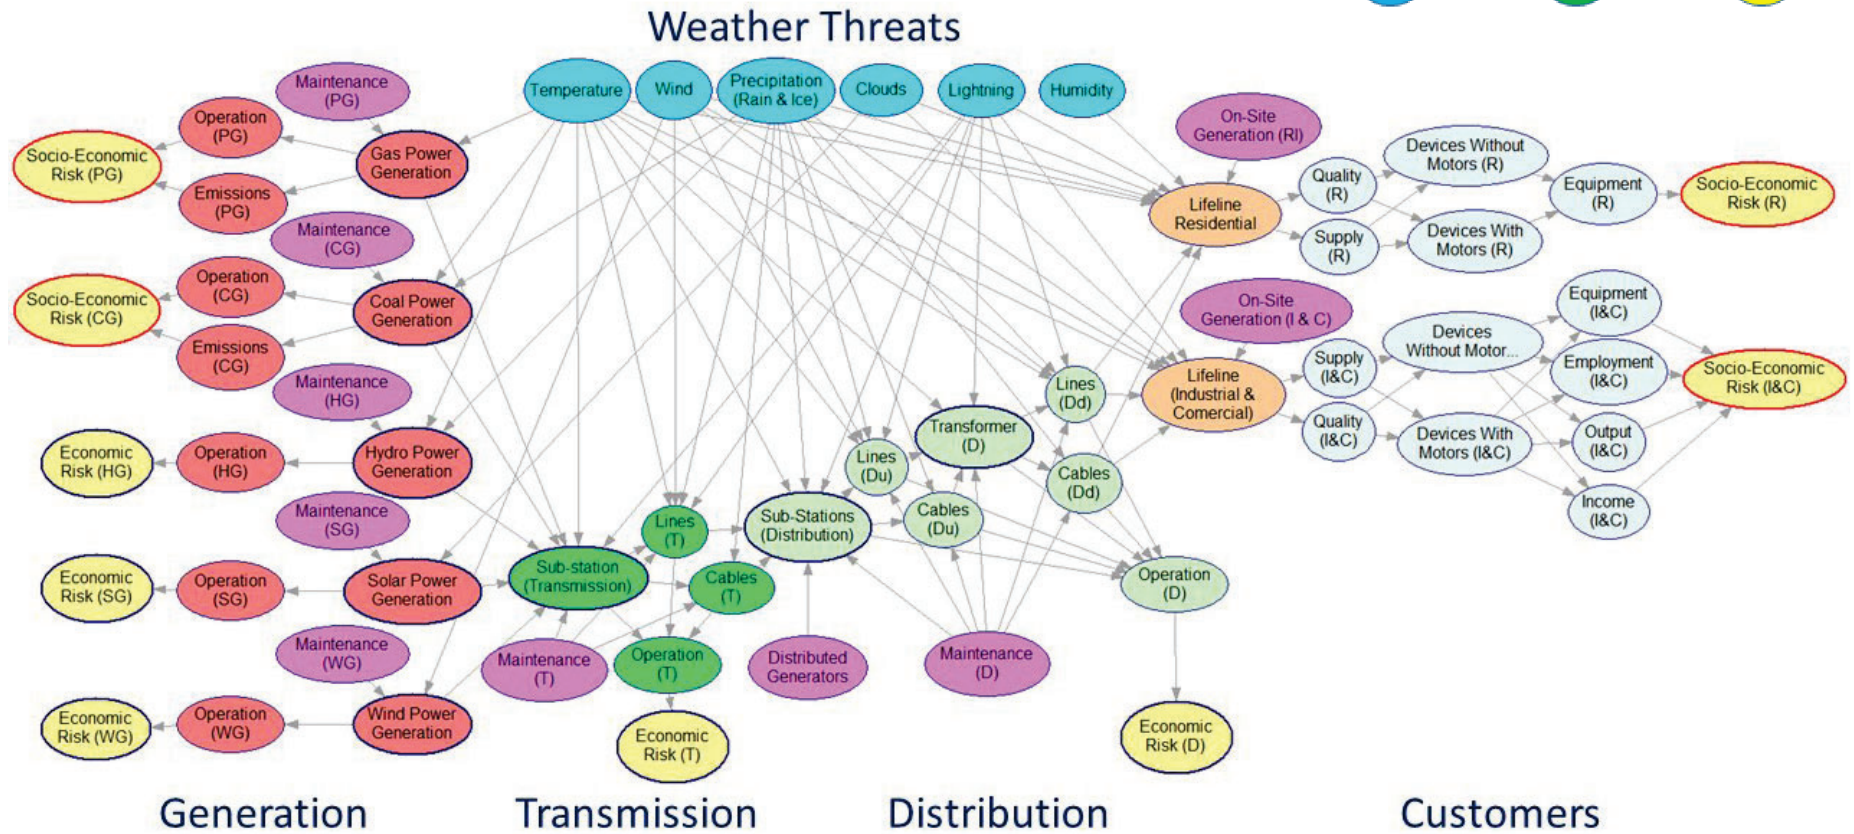 Weather Threats
Temperature
Wind
Precipitation
(Rain & Ice)
Clouds
Lightning
Humidity
Maintenance
(PG)
Operation
(PG)
Socio-Economic
Risk (PG)
Gas Power
Generation
Emissions
(PG)
Maintenance
(CG)
Operation
(CG)
Socio-Economic
Risk (CG)
Coal Power
Generation
Emissions
(CG)
Maintenance
(HG)
Economic
Risk (HG)
Operation
(HG)
Hydro Power
Generation
Maintenance
(SG)
Economic
Risk (SG)
Operation
(SG)
Solar Power
Generation
Maintenance
(WG)
Economic
Risk (WG)
Operation
(WG)
Wind Power
Generation
Sub-station
(Transmission)
Lines
(T)
Cables
(T)
Maintenance
(T)
Operation
(T)
Economic
Risk (T)
Sub-Stations
(Distribution)
Lines
(Du)
Cables
(Du)
Transformer
(D)
Lines
(Dd)
Cables
(Dd)
Distributed
Generators
Maintenance
(D)
Operation
(D)
Economic
Risk (D)
On-Site
Generation (RI)
Lifeline
Residential
Quality
(R)
Supply
(R)
Devices Without
Motors (R)
Devices With
Motors (R)
Equipment
(R)
Socio-Economic
Risk (R)
On-Site
Generation (I & C)
Lifeline
(Industrial &
Comercial)
Supply
(I&C)
Quality
(I&C)
Devices
Without Motor...
Devices With
Motors (I&C)
Equipment
(I&C)
Employment
(I&C)
Output
(I&C)
Income
(I&C)
Socio-Economic
Risk (I&C)
Generation
Transmission
Distribution
Customers